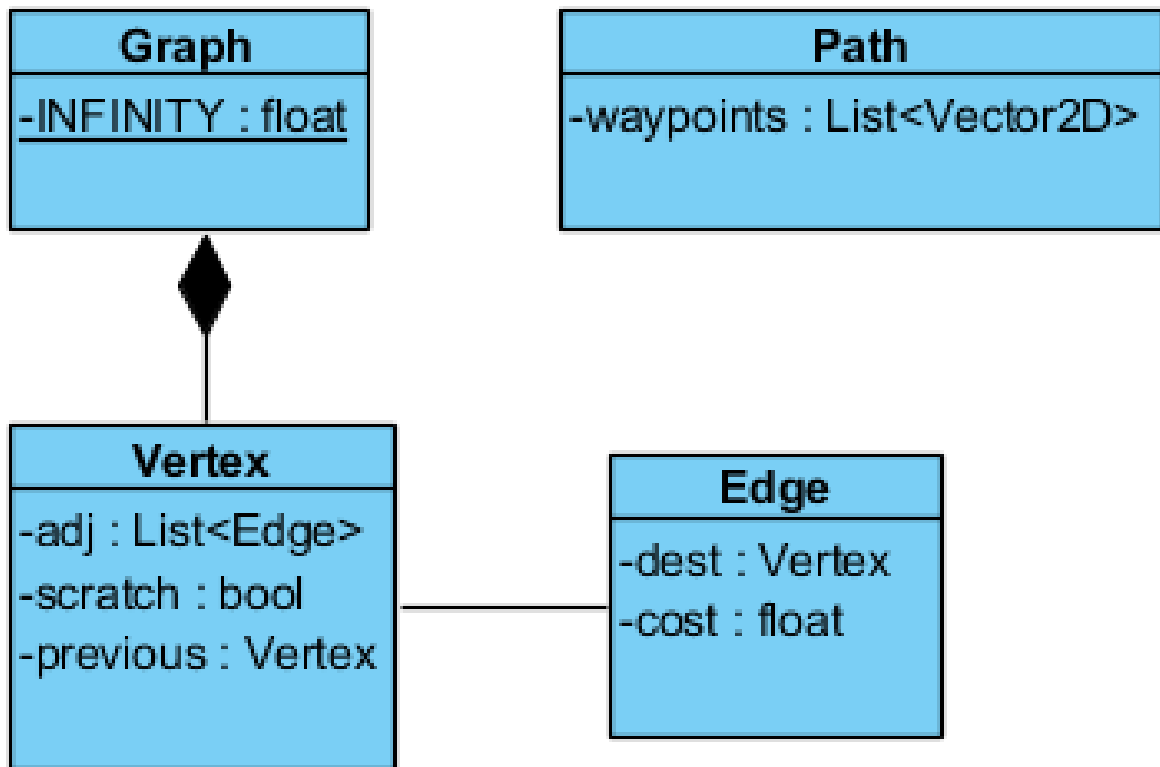 Graph
-INFINITY : float
Path
-waypoints : List<Vector2D>
Vertex
-adj : List<Edge>
-scratch : bool
-previous : Vertex
Edge
-dest : Vertex
-cost : float